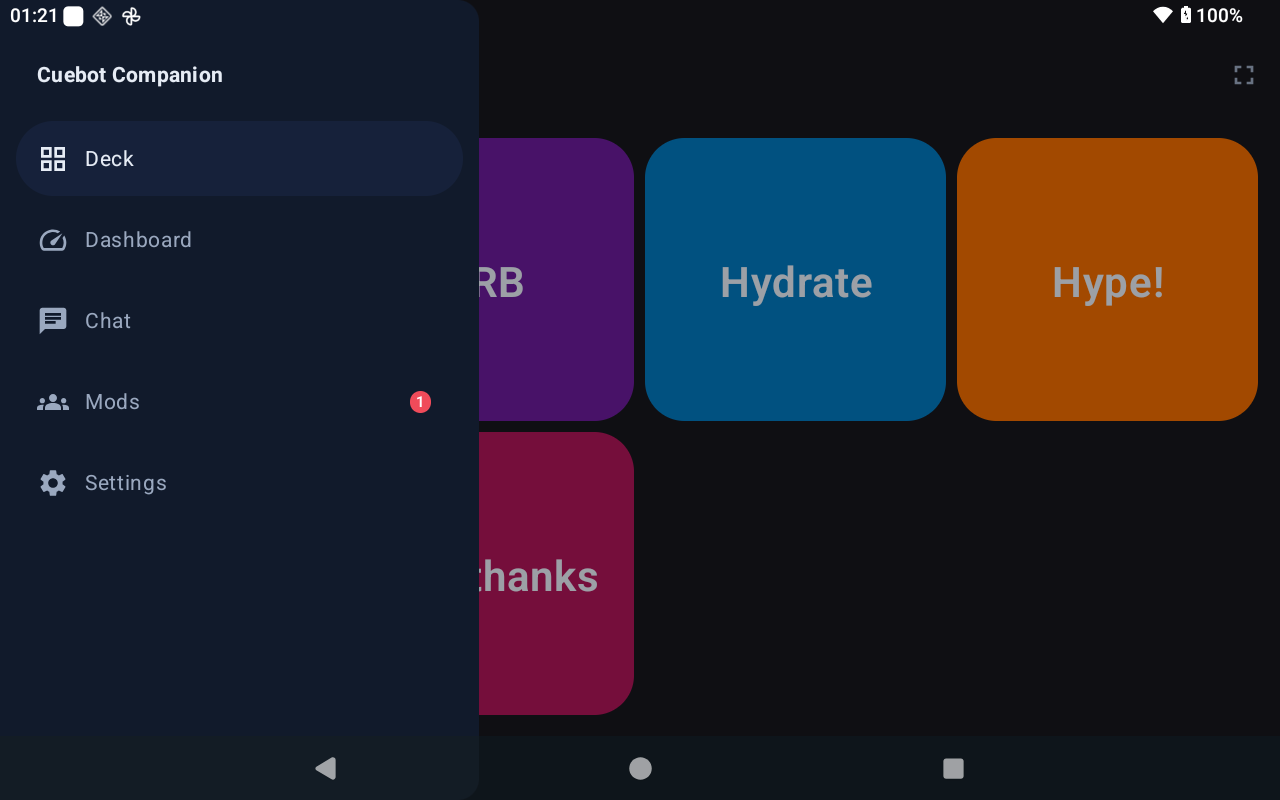 01:21 100%
Cuebot Companion
Deck
Dashboard
Chat
Mods 1
Settings
RB
Hydrate
Hype!
thanks